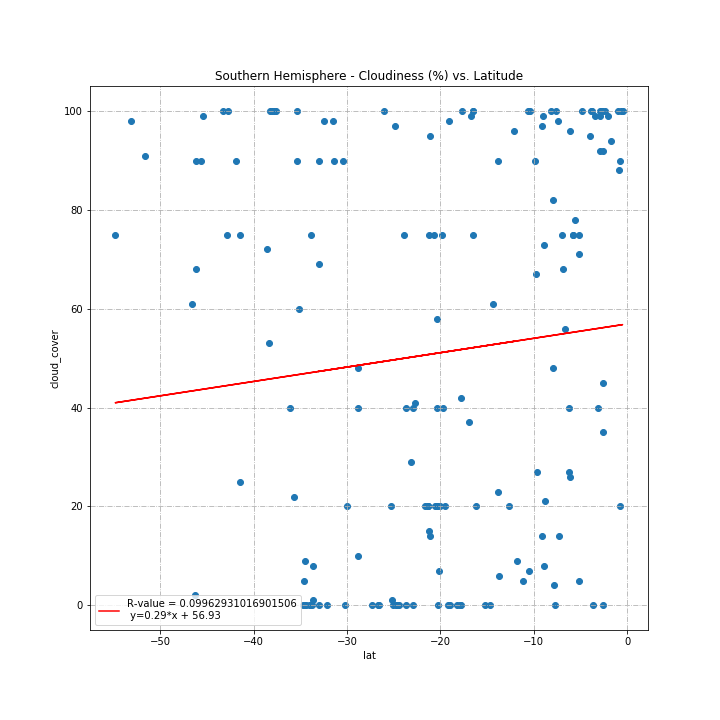 Southern Hemisphere - Cloudiness (%) vs. Latitude
100
80
60
40
20
0
cloud_cover
R-value = 0.09962931016901506
y=0.29*x + 56.93
−50
−40
−30
−20
−10
0
lat